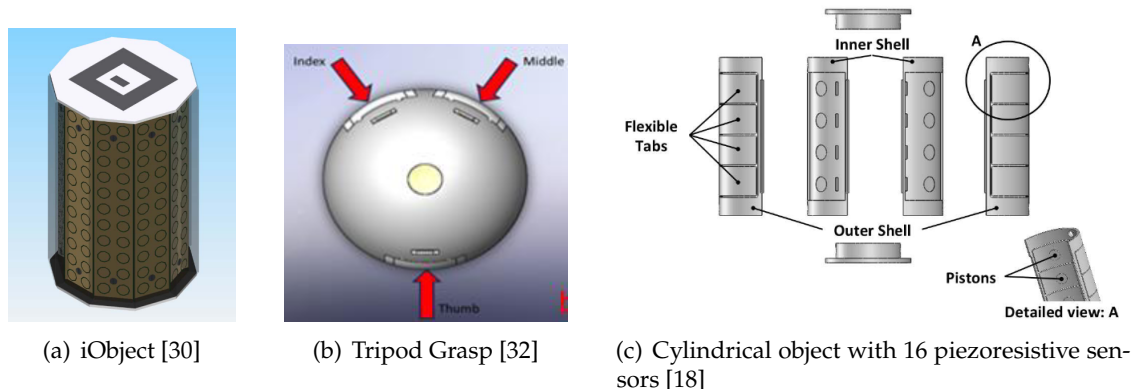 Index
Middle
Thumb
Inner Shell
A
Flexible
Tabs
Outer Shell
Pistons
Detailed view: A
(a) iObject [30]
(b) Tripod Grasp [32]
(c) Cylindrical object with 16 piezoresistive sen-
sors [18]